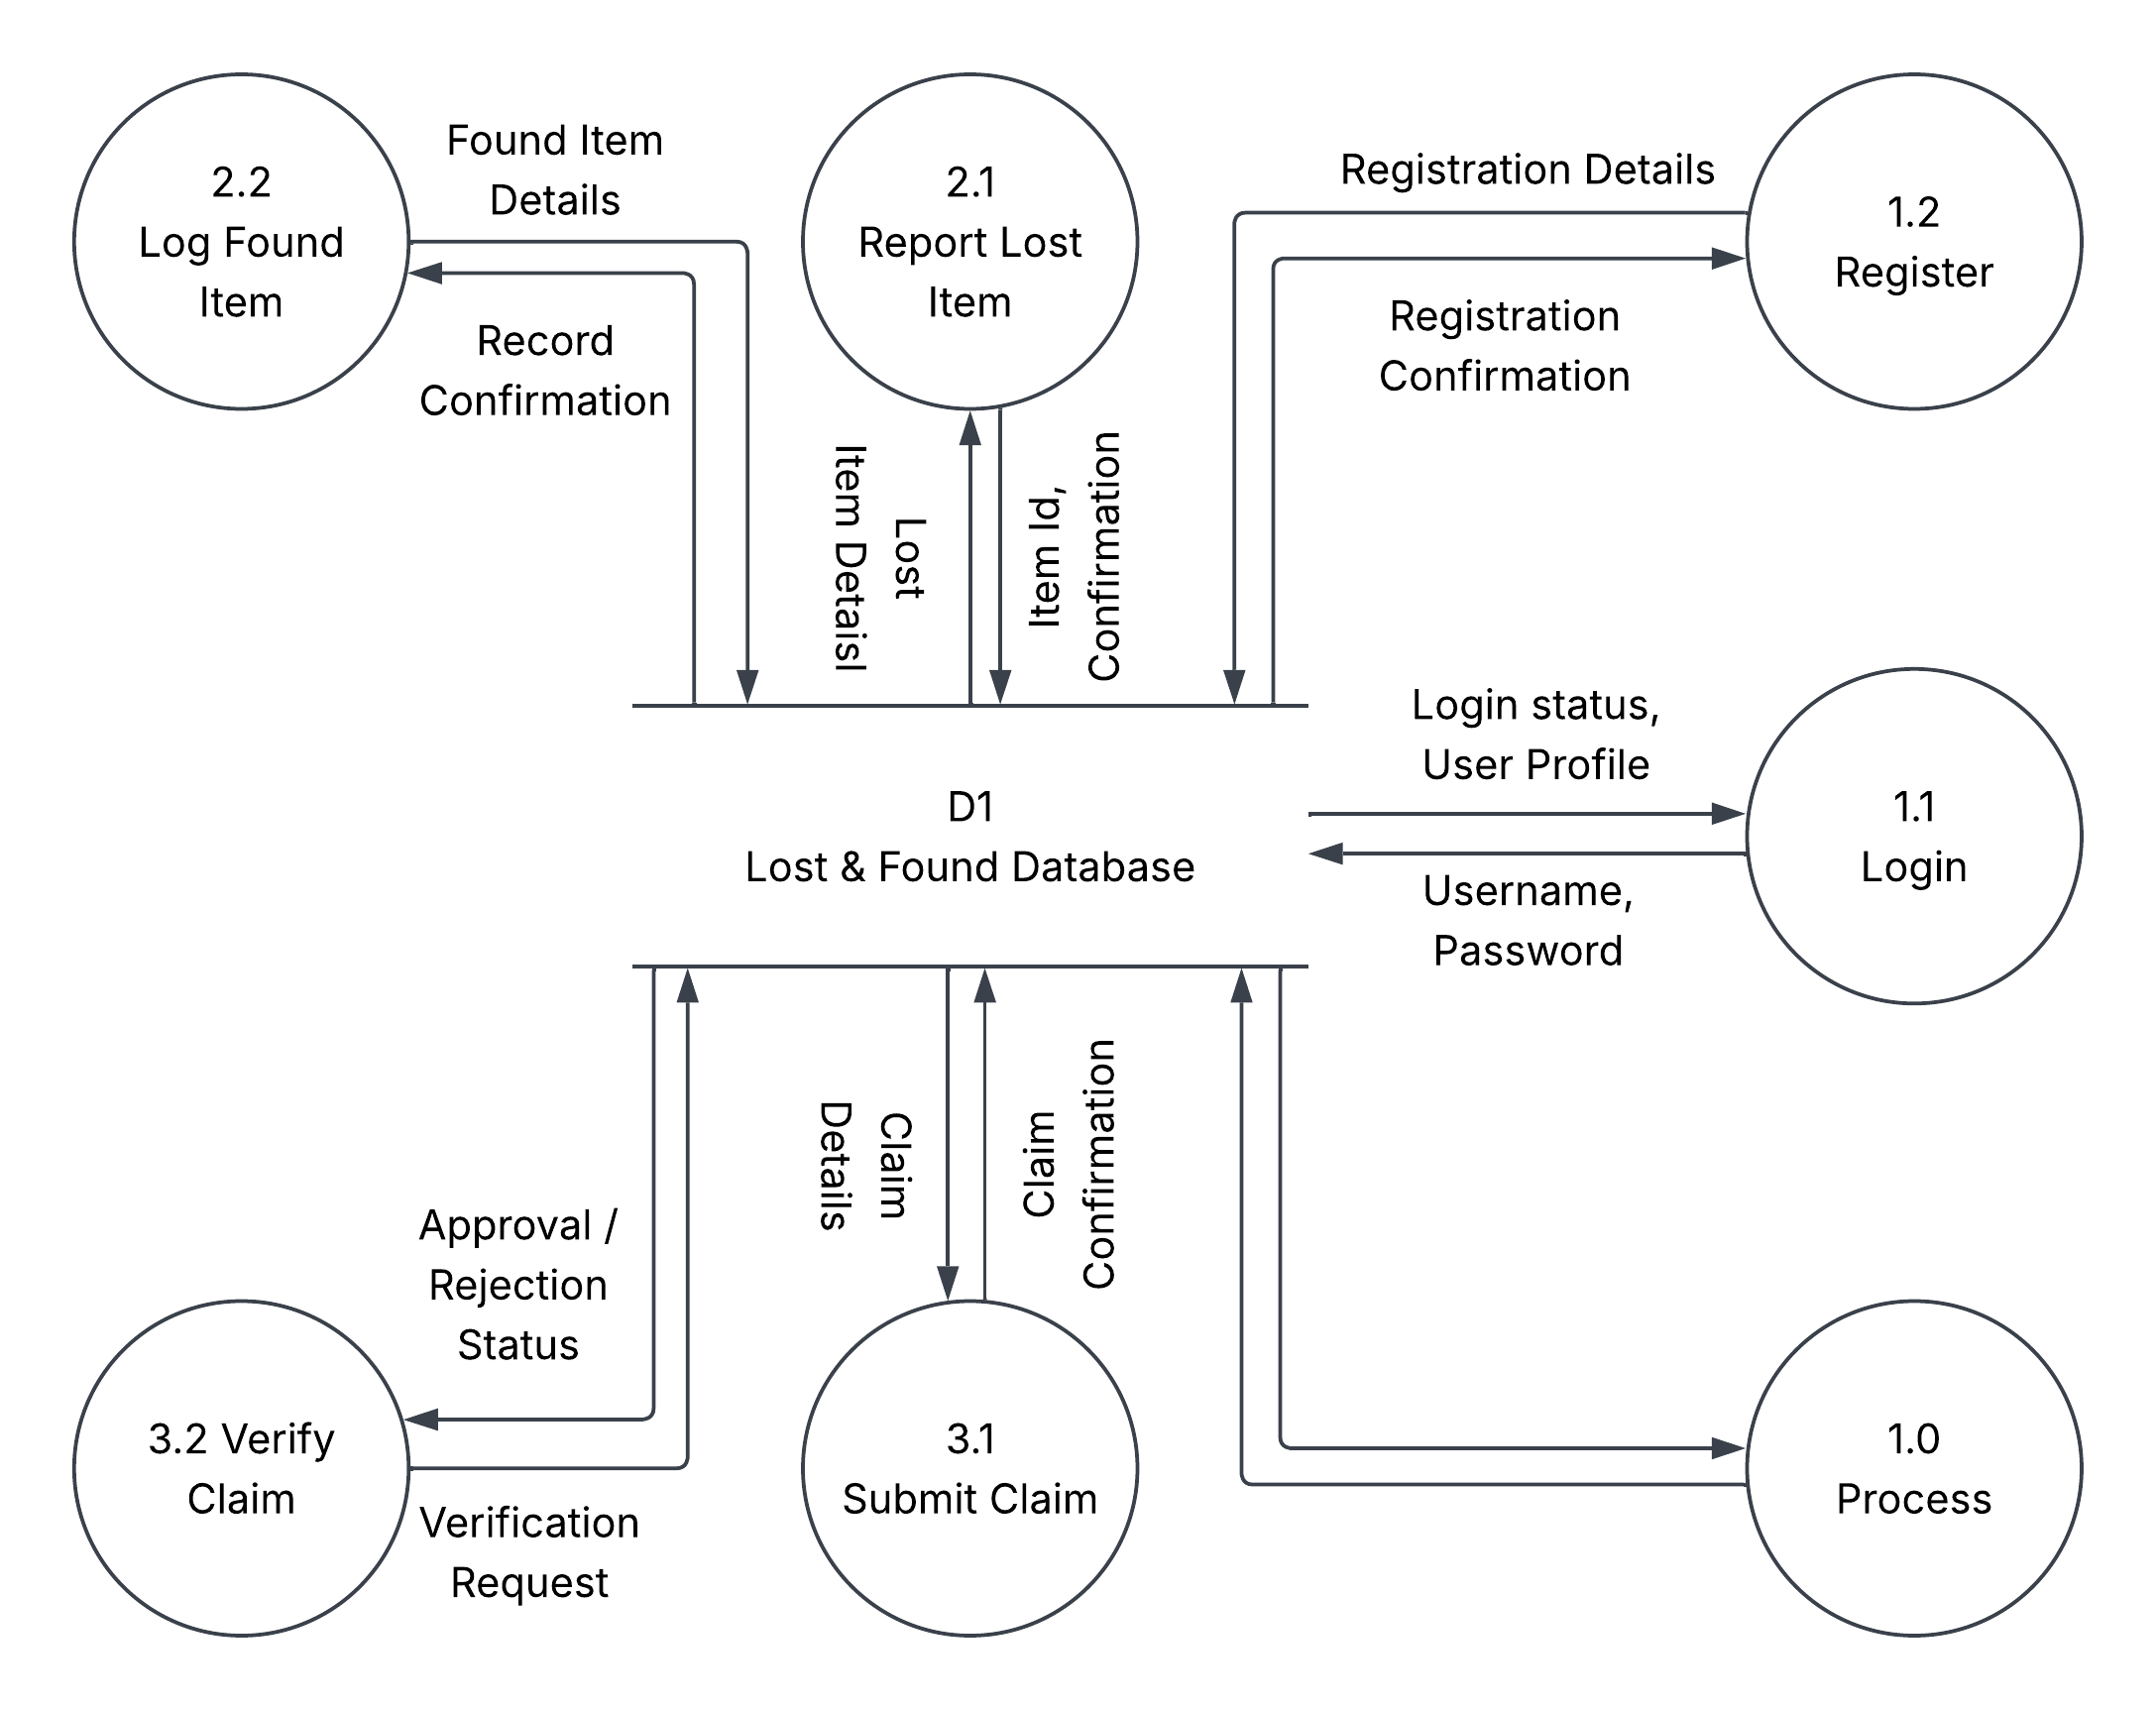 2.2
Log Found
Item
Found Item
Details
Record
Confirmation
2.1
Report Lost
Item
Registration Details
Registration
Confirmation
1.2
Register
Lost
Item Detaisl
Item Id,
Confirmation
D1
Lost & Found Database
Login status,
User Profile
Username,
Password
1.1
Login
Approval /
Rejection
Status
Verification
Request
3.2 Verify
Claim
Claim
Details
Claim
Confirmation
3.1
Submit Claim
1.0
Process